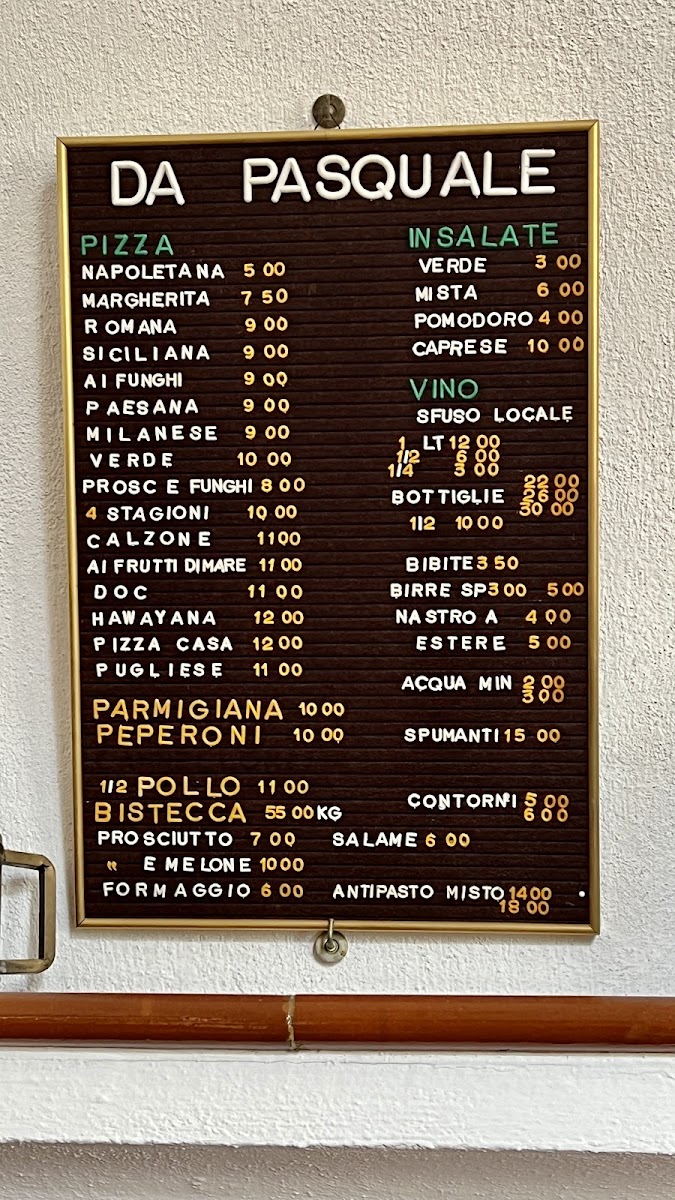 DA PASQUALE
PIZZA
NAPOLETANA 5 00
MARGHERITA 7 50
ROMANA 9 00
SICILIANA 9 00
AI FUNGHI 9 00
PAESANA 9 00
MILANESE 9 00
VERDE 10 00
PROSC E FUNGHI 8 00
4 STAGIONI 10 00
CALZONE 11 00
AI FRUTTI DI MARE 11 00
DOC 11 00
HAWAYANA 12 00
PIZZA CASA 12 00
PUGLIESE 11 00
PARMIGIANA 10 00
PEPERONI 10 00
1/2 POLLO 11 00
BISTECCA 55 00 KG
PROSCIUTTO 7 00
" E MELONE 10 00
FORMAGGIO 6 00
INSALATE
VERDE 3 00
MISTA 6 00
POMODORO 4 00
CAPRESE 10 00
VINO
SFUSO LOCALE
1 LT 12 00
1/2 6 00
1/4 3 00
BOTTIGLIE 22 00
26 00
30 00
1/2 10 00
BIBITE 3 50
BIRRE SP 3 00 5 00
NASTRO A 4 00
ESTERE 5 00
ACQUA MIN 2 00
3 00
SPUMANTI 15 00
CONTORNI 5 00
6 00
SALAME 6 00
ANTIPASTO MISTO 14 00
18 00